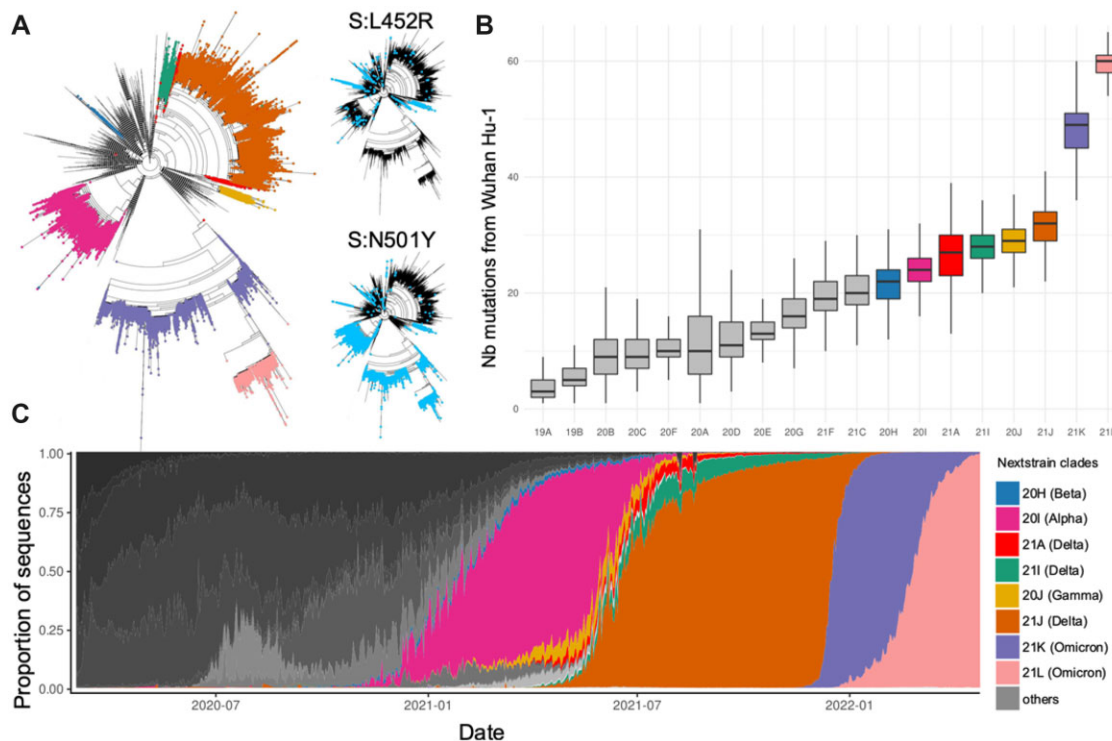 A
S:L452R
S:N501Y
B
Nb mutations from Wuhan Hu-1
60
40
20
0
19A 19B 20B 20C 20F 20A 20D 20E 20G 21F 21C 20H 20I 21A 21I 20J 21J 21K
C
Proportion of sequences
1.00
0.75
0.50
0.25
0.00
2020-07 2021-01 2021-07 2022-01
Date
Nextstrain clades
20H (Beta)
20I (Alpha)
21A (Delta)
21I (Delta)
20J (Gamma)
21J (Delta)
21K (Omicron)
21L (Omicron)
others